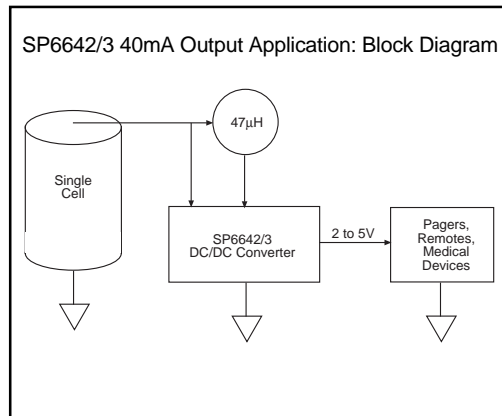 SP6642/3 40mA Output Application: Block Diagram
47µH
Single
Cell
SP6642/3
DC/DC Converter
2 to 5V
Pagers,
Remotes,
Medical
Devices